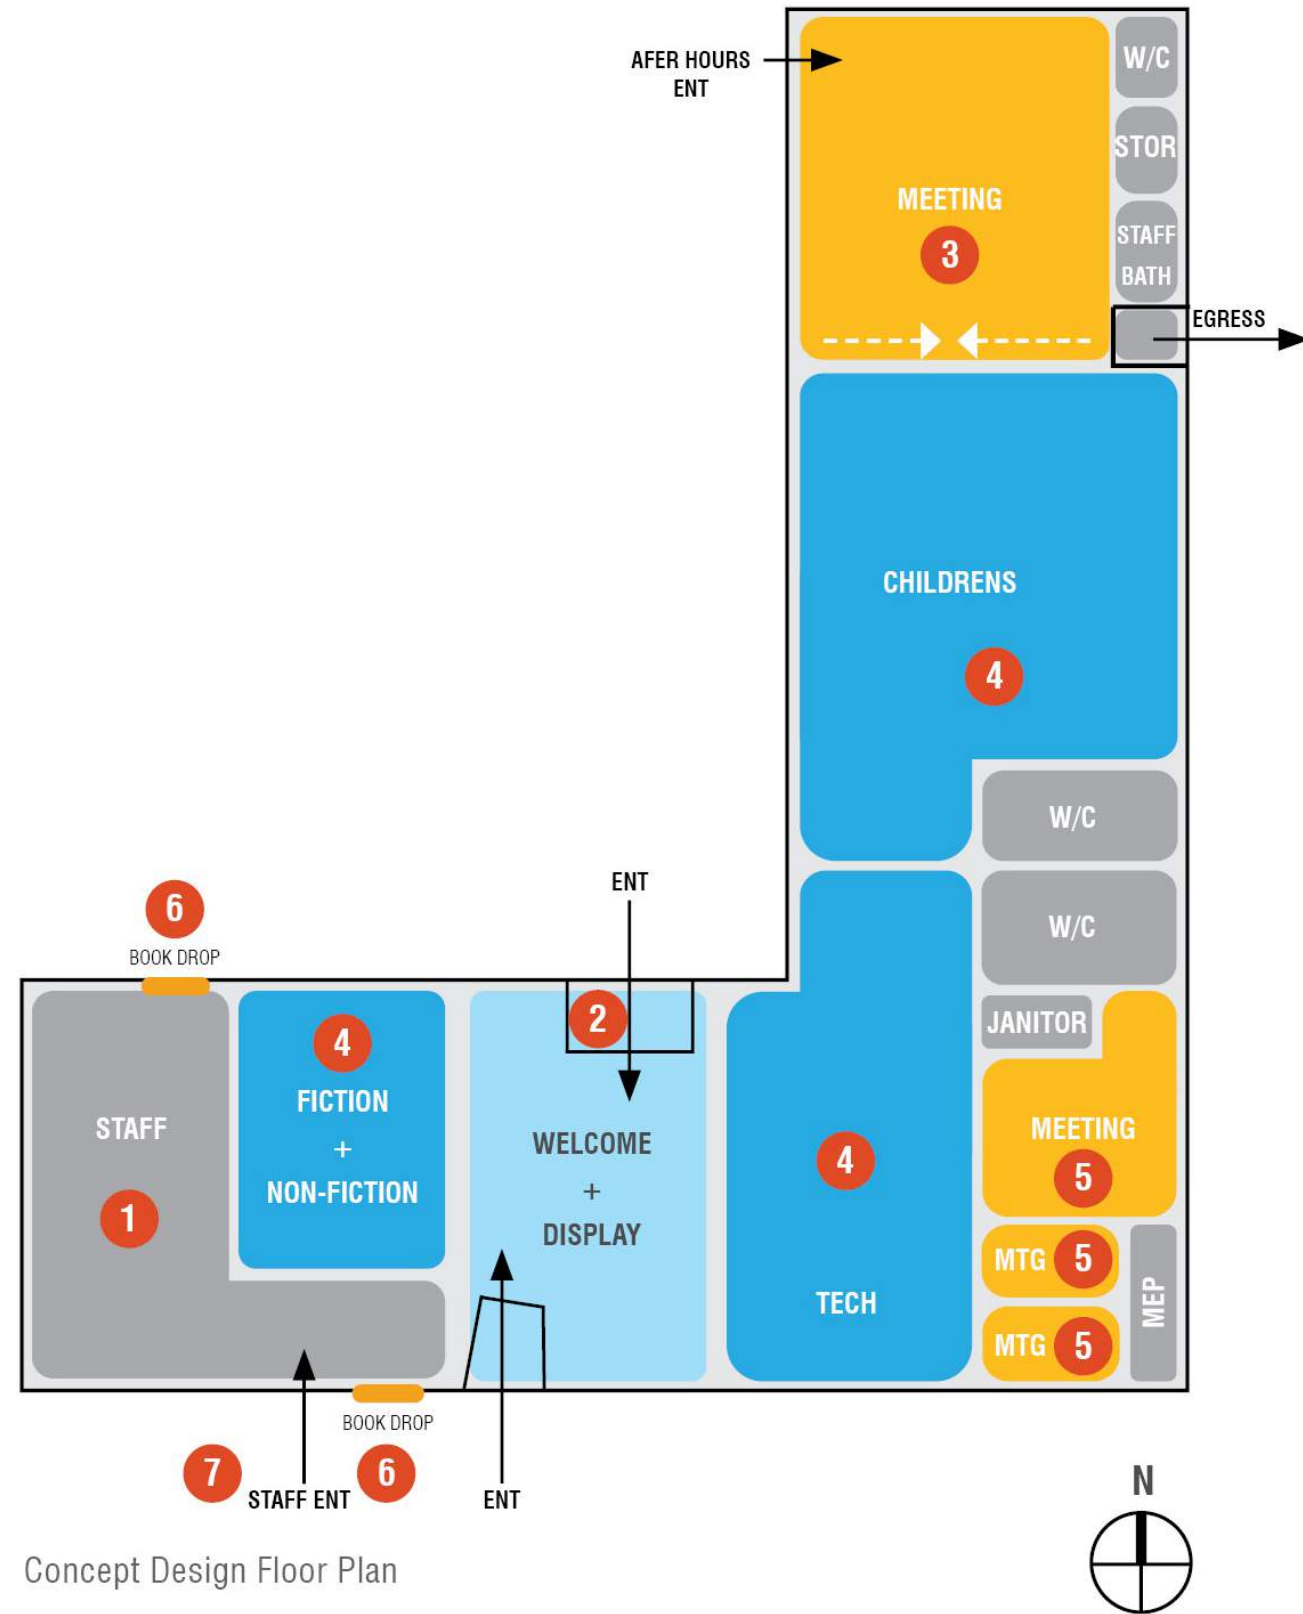 AFER HOURS
ENT
W/C
STOR
MEETING
3
STAFF
BATH
EGRESS
CHILDRENS
4
W/C
W/C
ENT
6
BOOK DROP
2
JANITOR
4
FICTION
+
NON-FICTION
STAFF
1
WELCOME
+
DISPLAY
4
TECH
MEETING
5
MTG 5
MTG 5
MEP
BOOK DROP
7
STAFF ENT
6
ENT
N
Concept Design Floor Plan